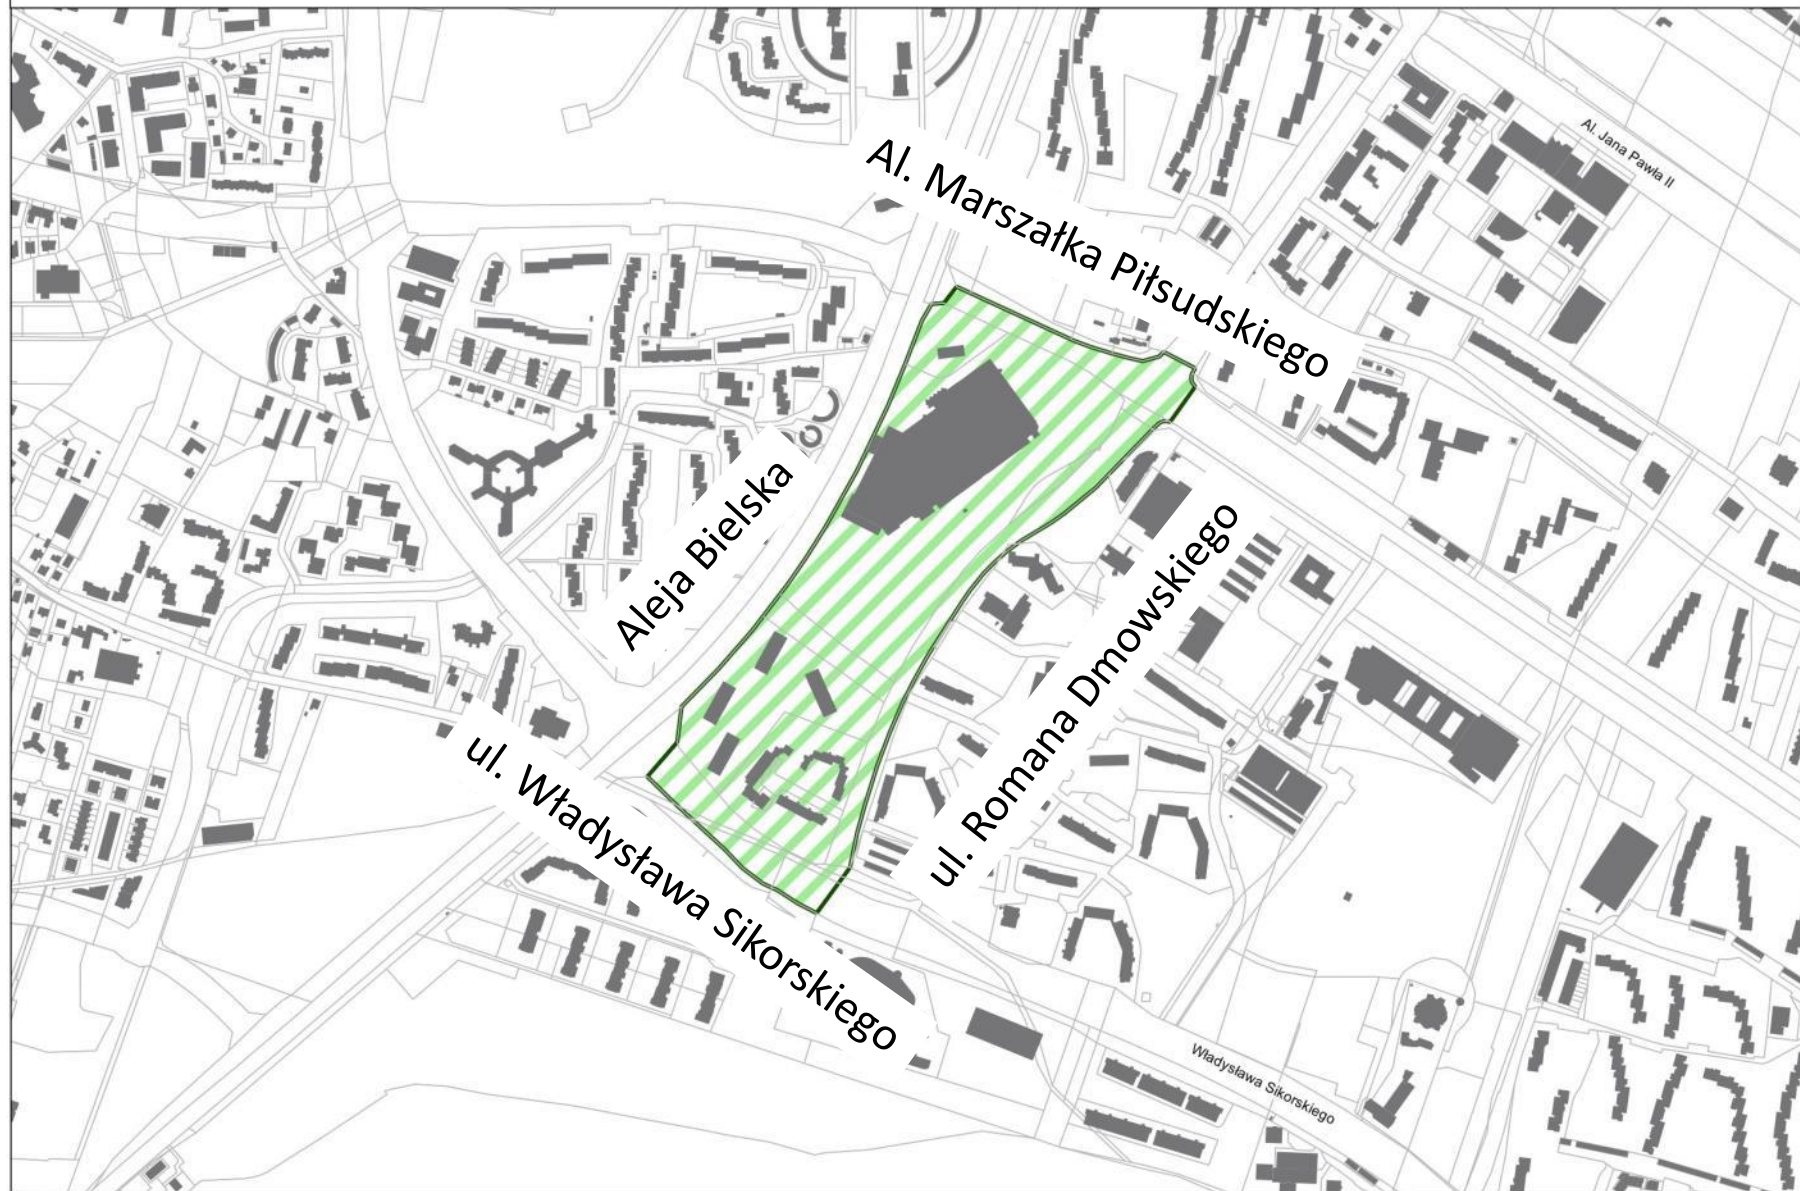 Al. Jana Pawła II
Al. Marszałka Piłsudskiego
Aleja Bielska
ul. Romana Dmowskiego
ul. Władysława Sikorskiego
Władysława Sikorskiego